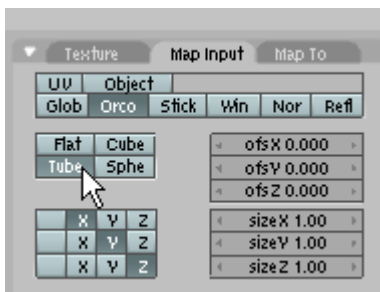 Texture Map Input Map To
UV Object
Glob Orco Stick Win Nor Refl
Flat Cube
Tube Sphe
ofsX 0.000
ofsY 0.000
ofsZ 0.000
X Y Z
X Y Z
X Y Z
sizeX 1.00
sizeY 1.00
sizeZ 1.00